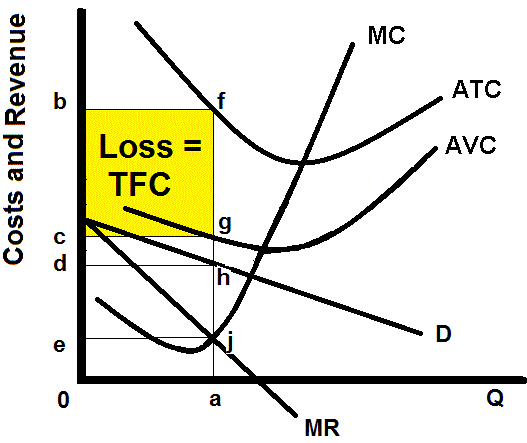 Costs and Revenue
MC
ATC
AVC
b
f
Loss =
TFC
c
g
d
h
e
j
D
0
a
Q
MR